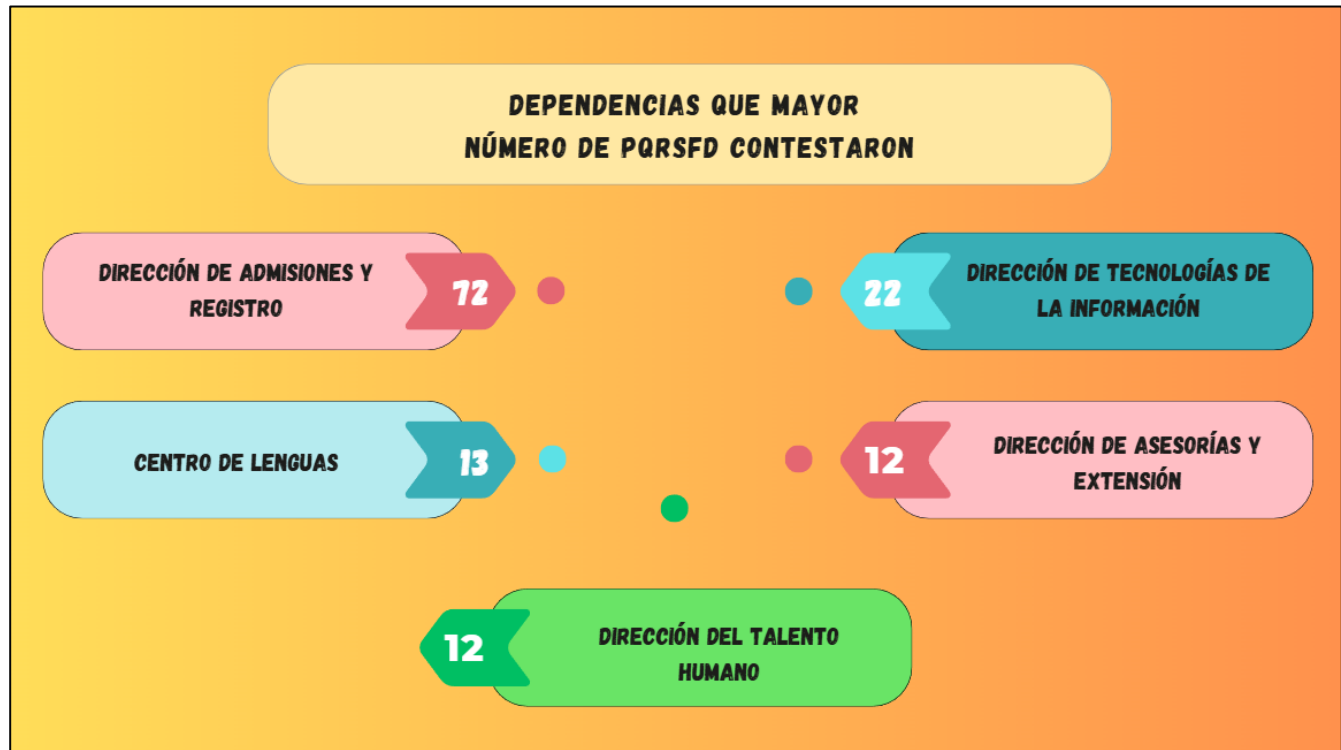 DEPENDENCIAS QUE MAYOR
NÚMERO DE PQRSFD CONTESTARON
DIRECCIÓN DE ADMISIONES Y
REGISTRO
72
22
DIRECCIÓN DE TECNOLOGÍAS DE
LA INFORMACIÓN
CENTRO DE LENGUAS
13
12
DIRECCIÓN DE ASESORÍAS Y
EXTENSIÓN
12
DIRECCIÓN DEL TALENTO
HUMANO